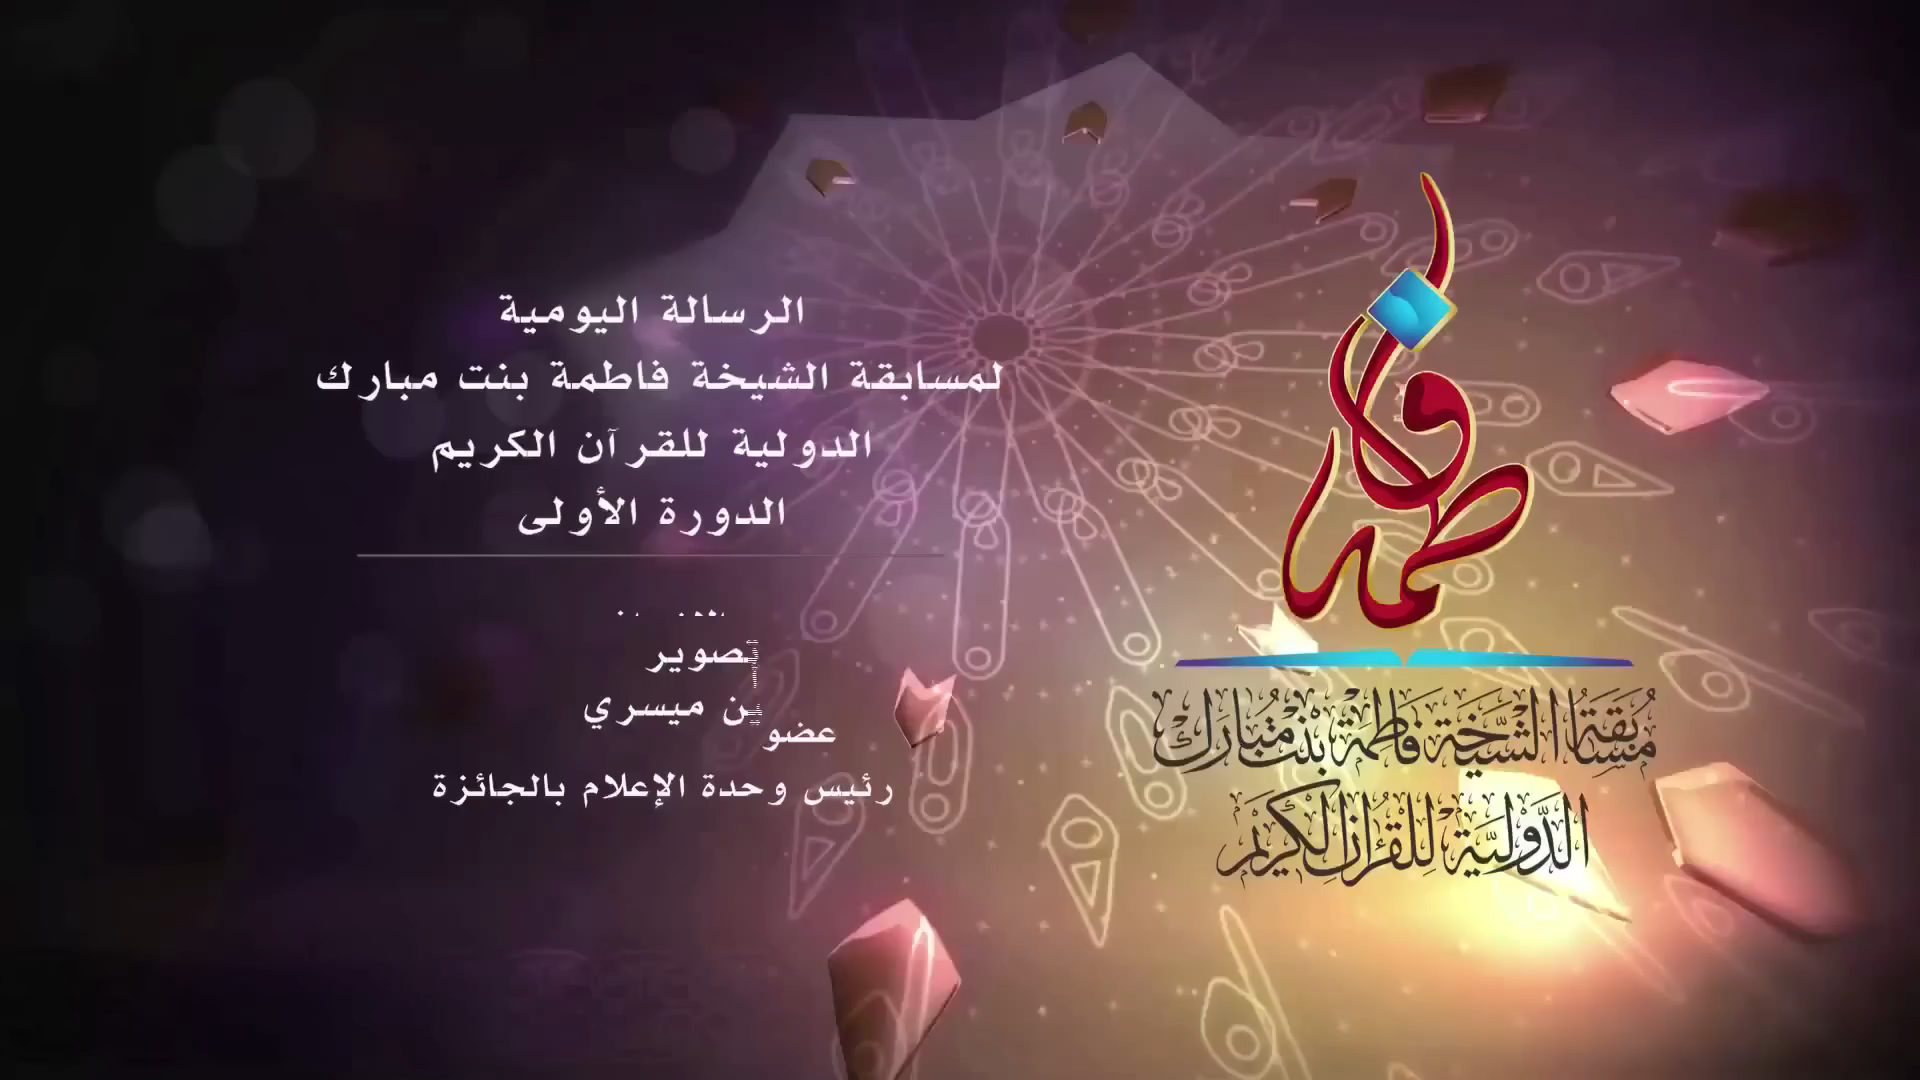 الرسالة اليومية
لمسابقة الشيخة فاطمة بنت مبارك
الدولية للقرآن الكريم
الدورة الأولى
تصوير
ميسري
عضو
رئيس وحدة الإعلام بالجائزة
فاطمة
مسابقة الشيخة فاطمة بنت مبارك
الدولية للقرآن الكريم